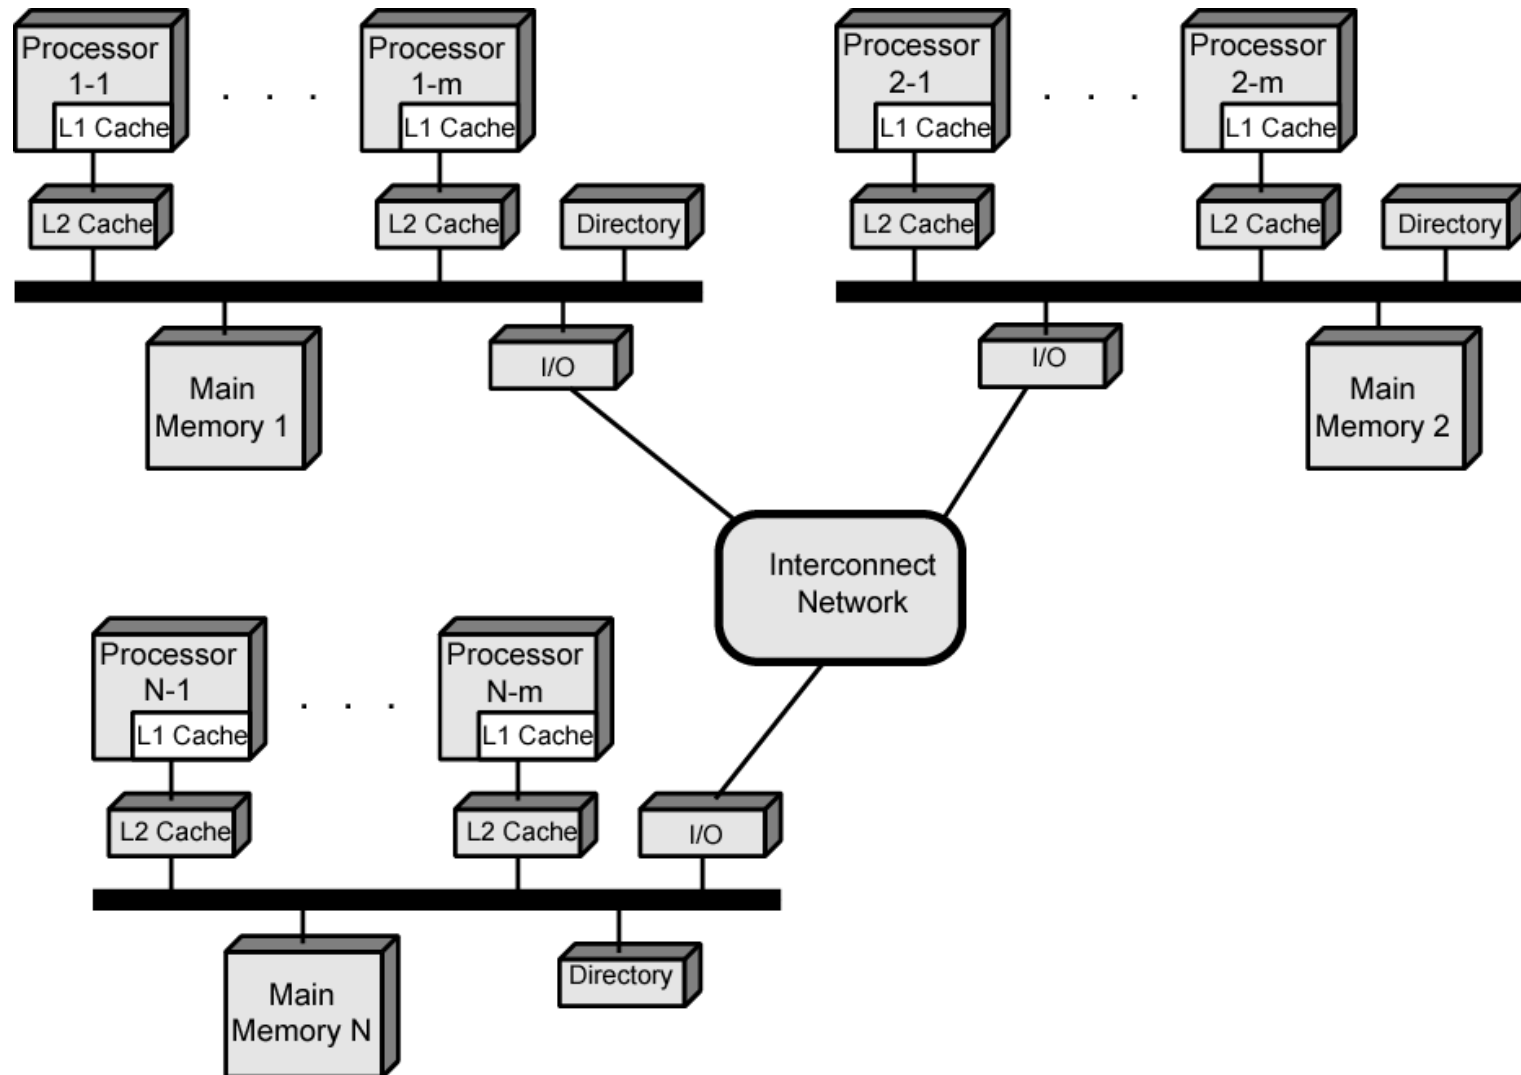 Processor
1-1
L1 Cache
Processor
1-m
L1 Cache
L2 Cache
L2 Cache
Directory
Main
Memory 1
I/O
Processor
2-1
L1 Cache
Processor
2-m
L1 Cache
L2 Cache
L2 Cache
Directory
I/O
Main
Memory 2
Interconnect
Network
Processor
N-1
L1 Cache
Processor
N-m
L1 Cache
L2 Cache
L2 Cache
I/O
Main
Memory N
Directory